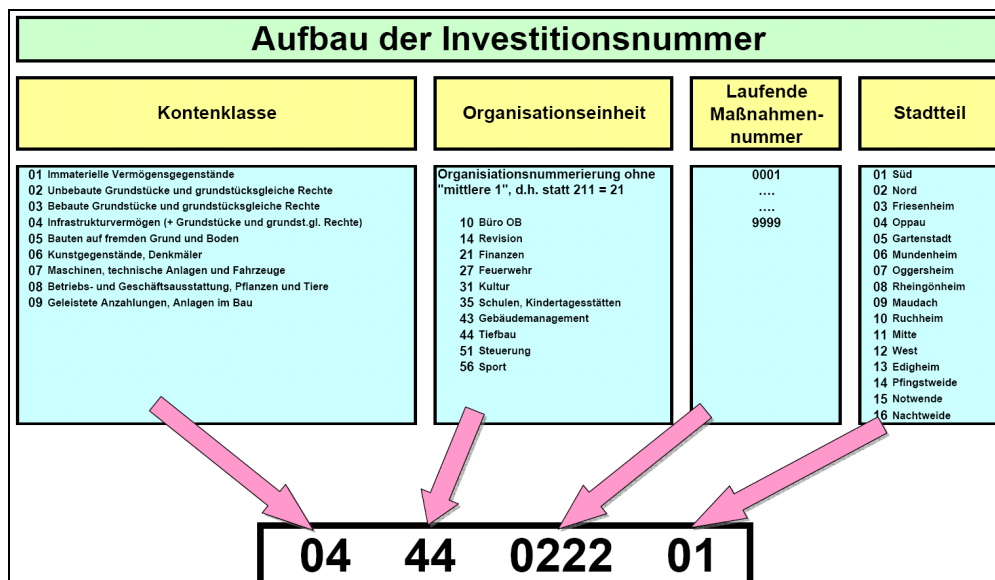 Aufbau der Investitionsnummer
Kontenklasse
01 Immaterielle Vermögensgegenstände
02 Unbebaute Grundstücke und grundstücksgleiche Rechte
03 Bebaute Grundstücke und grundstücksgleiche Rechte
04 Infrastrukturvermögen (+ Grundstücke und grundst.gl. Rechte)
05 Bauten auf fremden Grund und Boden
06 Kunstgegenstände, Denkmäler
07 Maschinen, technische Anlagen und Fahrzeuge
08 Betriebs- und Geschäftsausstattung, Pflanzen und Tiere
09 Geleistete Anzahlungen, Anlagen im Bau
Organisationseinheit
Organisiationsnummerierung ohne
"mittlere 1", d.h. statt 211 = 21
10 Büro OB
14 Revision
21 Finanzen
27 Feuerwehr
31 Kultur
35 Schulen, Kindertagesstätten
43 Gebäudemanagement
44 Tiefbau
51 Steuerung
56 Sport
Laufende
Maßnahmen-
nummer
0001
....
....
9999
Stadtteil
01 Süd
02 Nord
03 Friesenheim
04 Oppau
05 Gartenstadt
06 Mundenheim
07 Oggersheim
08 Rheingönheim
09 Maudach
10 Ruchheim
11 Mitte
12 West
13 Edigheim
14 Pfingstweide
15 Notwende
16 Nachtweide
04 44 0222 01